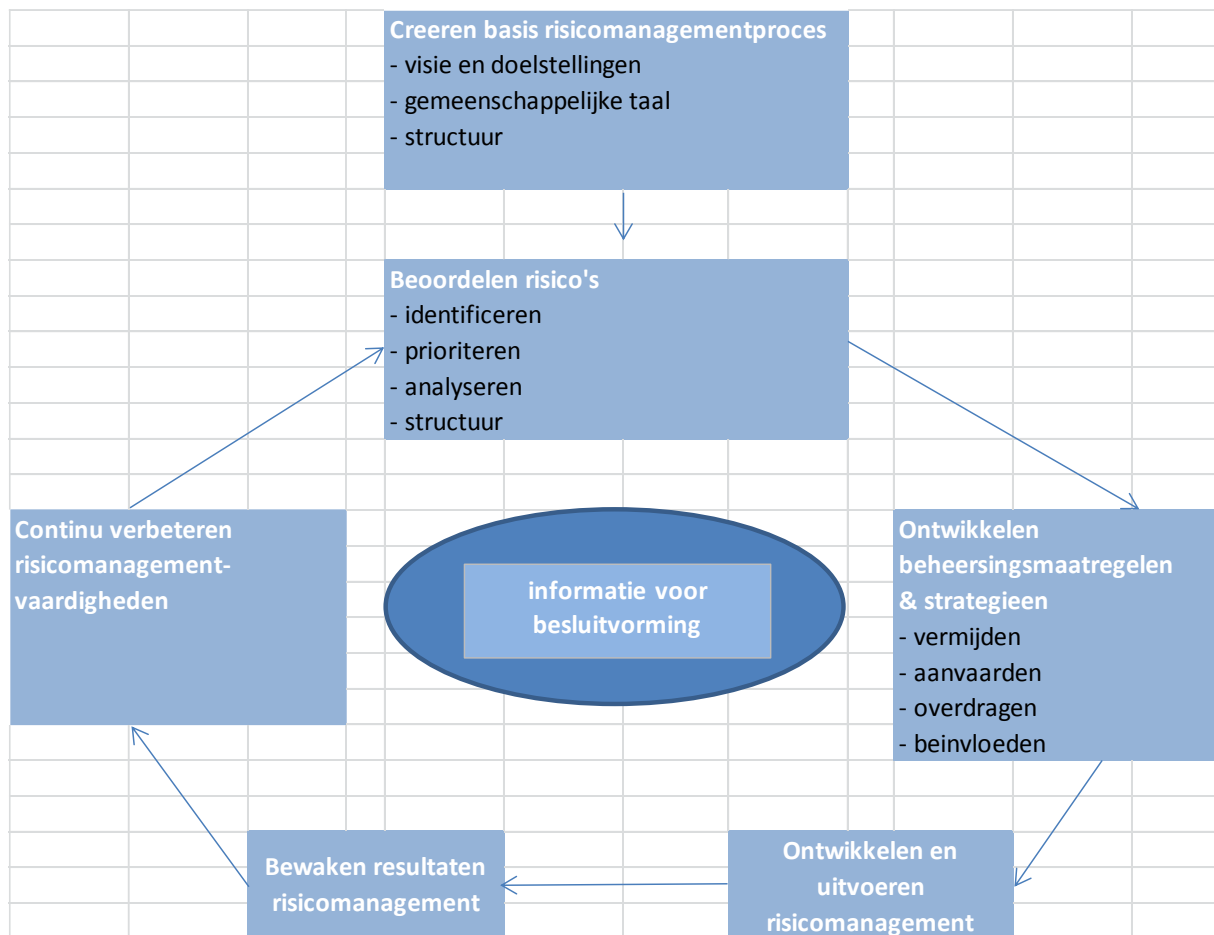 Creeren basis risicomanagementproces
- visie en doelstellingen
- gemeenschappelijke taal
- structuur
Beoordelen risico's
- identificeren
- prioriteren
- analyseren
- structuur
Continu verbeteren
risicomanagement-
vaardigheden
informatie voor
besluitvorming
Ontwikkelen
beheersingsmaatregelen
& strategieen
- vermijden
- aanvaarden
- overdragen
- beinvloeden
Bewaken resultaten
risicomanagement
Ontwikkelen en
uitvoeren
risicomanagement